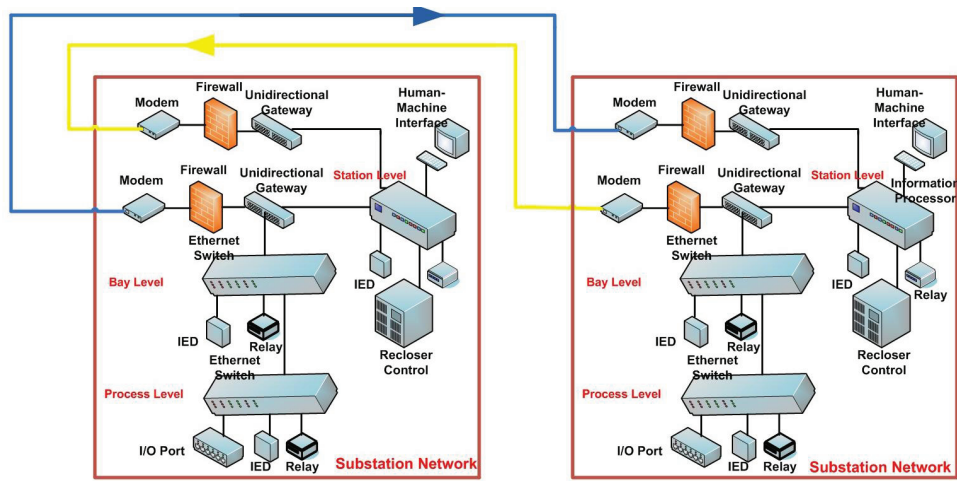 Firewall
Unidirectional
Gateway
Human-
Machine
Interface
Modem
Firewall
Unidirectional
Gateway
Station Level
Modem
Ethernet
Switch
Bay Level
IED
IED
Relay
Ethernet
Switch
Recloser
Control
Process Level
I/O Port
IED
Relay
Substation Network
Firewall
Unidirectional
Gateway
Human-
Machine
Interface
Modem
Firewall
Unidirectional
Gateway
Station Level
Information
Processor
Modem
Ethernet
Switch
Bay Level
IED
Relay
IED
Relay
Ethernet
Switch
Recloser
Control
Process Level
I/O Port
IED
Relay
Substation Network